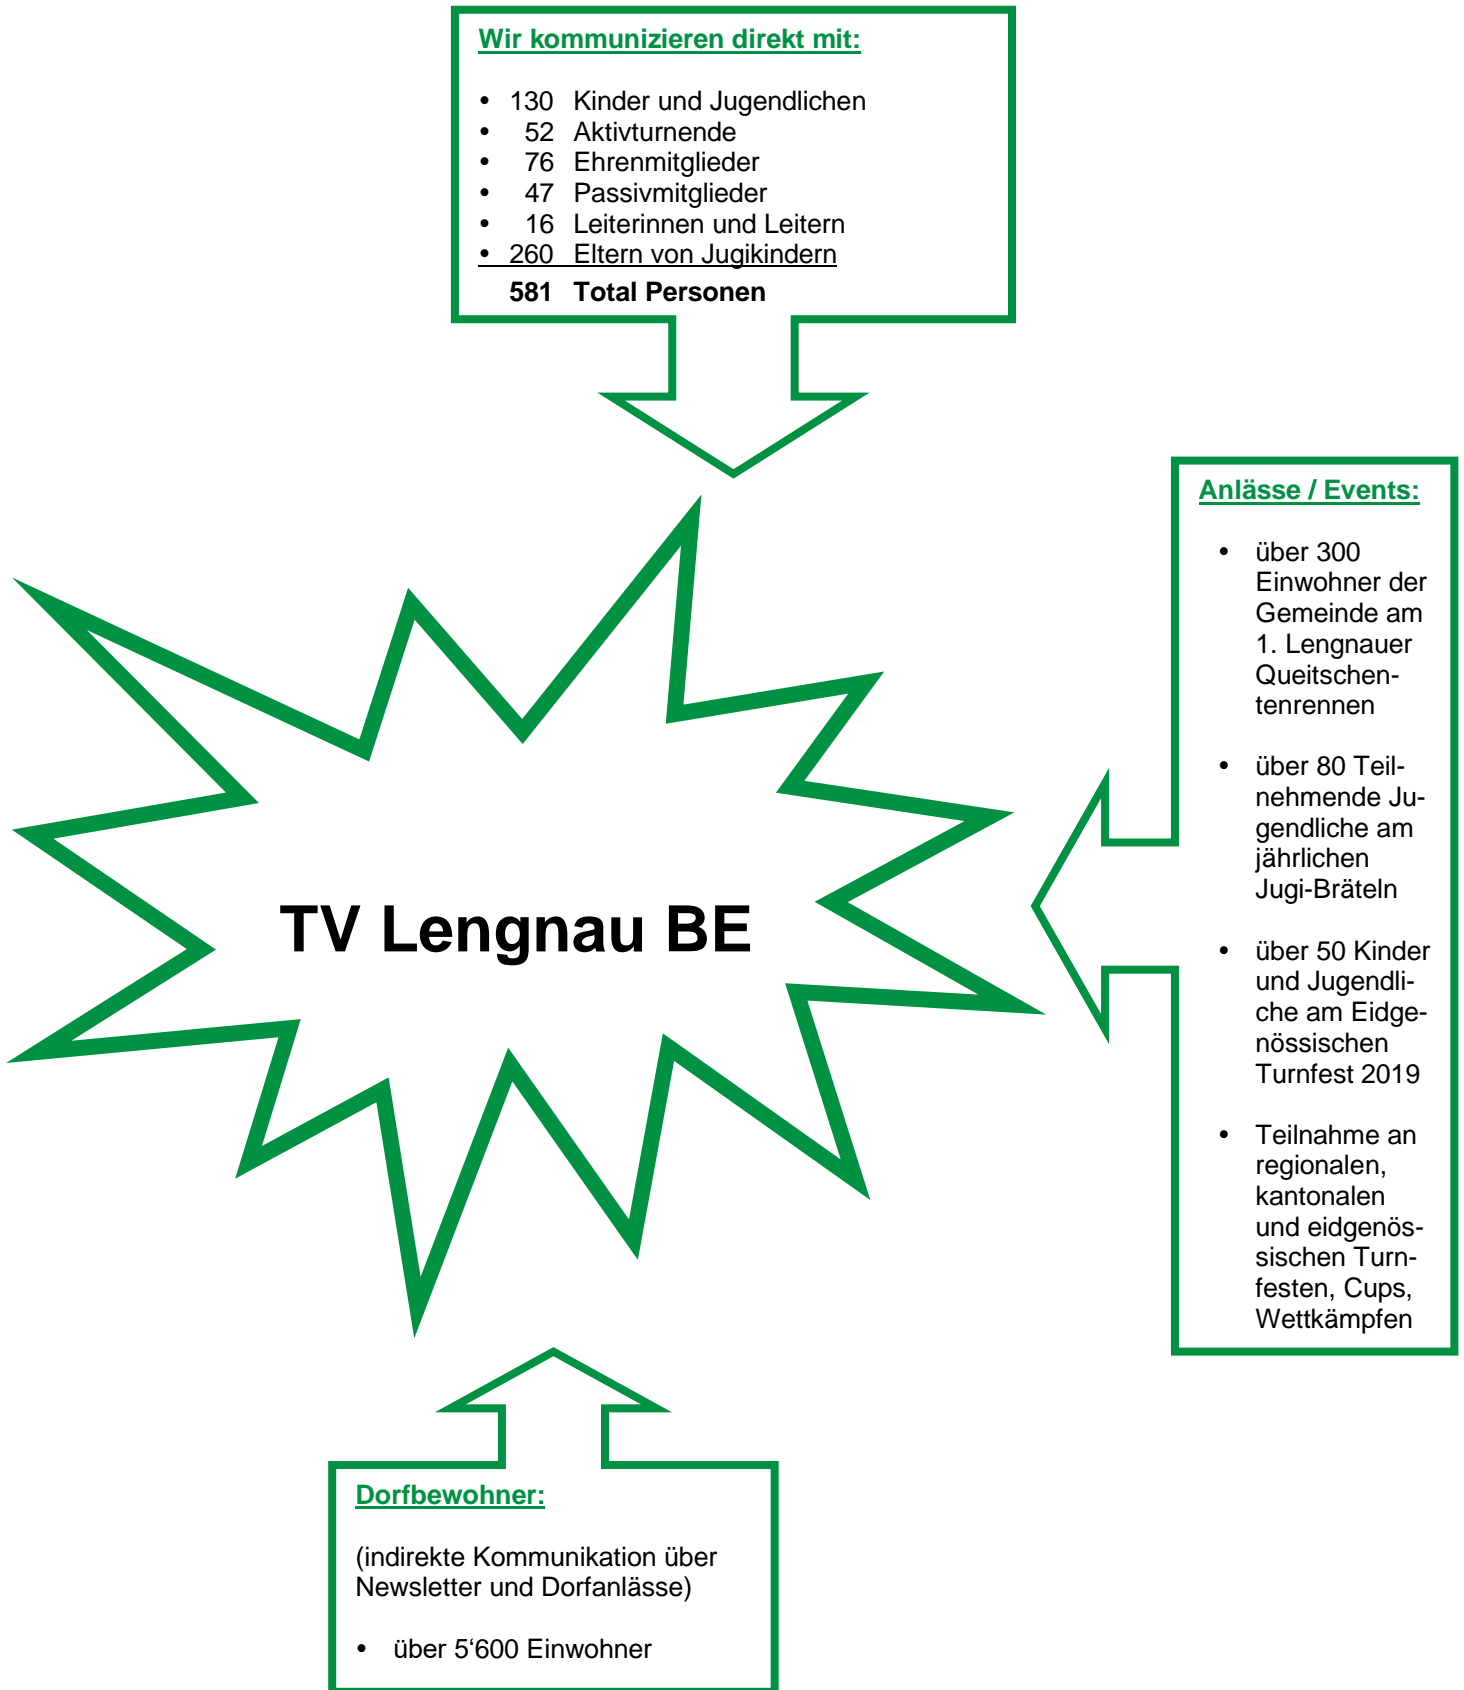 Wir kommunizieren direkt mit:
• 130 Kinder und Jugendlichen
• 52 Aktivturnende
• 76 Ehrenmitglieder
• 47 Passivmitglieder
• 16 Leiterinnen und Leitern
• 260 Eltern von Jugikindern
581 Total Personen
Anlässe / Events:
• über 300
Einwohner der
Gemeinde am
1. Lengnauer
Queitschen-
tenrennen
• über 80 Teil-
nehmende Ju-
gendliche am
jährlichen
Jugi-Bräteln
• über 50 Kinder
und Jugendli-
che am Eidge-
nössischen
Turnfest 2019
• Teilnahme an
regionalen,
kantonalen
und eidgenös-
sischen Turn-
festen, Cups,
Wettkämpfen
TV Lengnau BE
Dorfbewohner:
(indirekte Kommunikation über
Newsletter und Dorfanlässe)
• über 5‘600 Einwohner